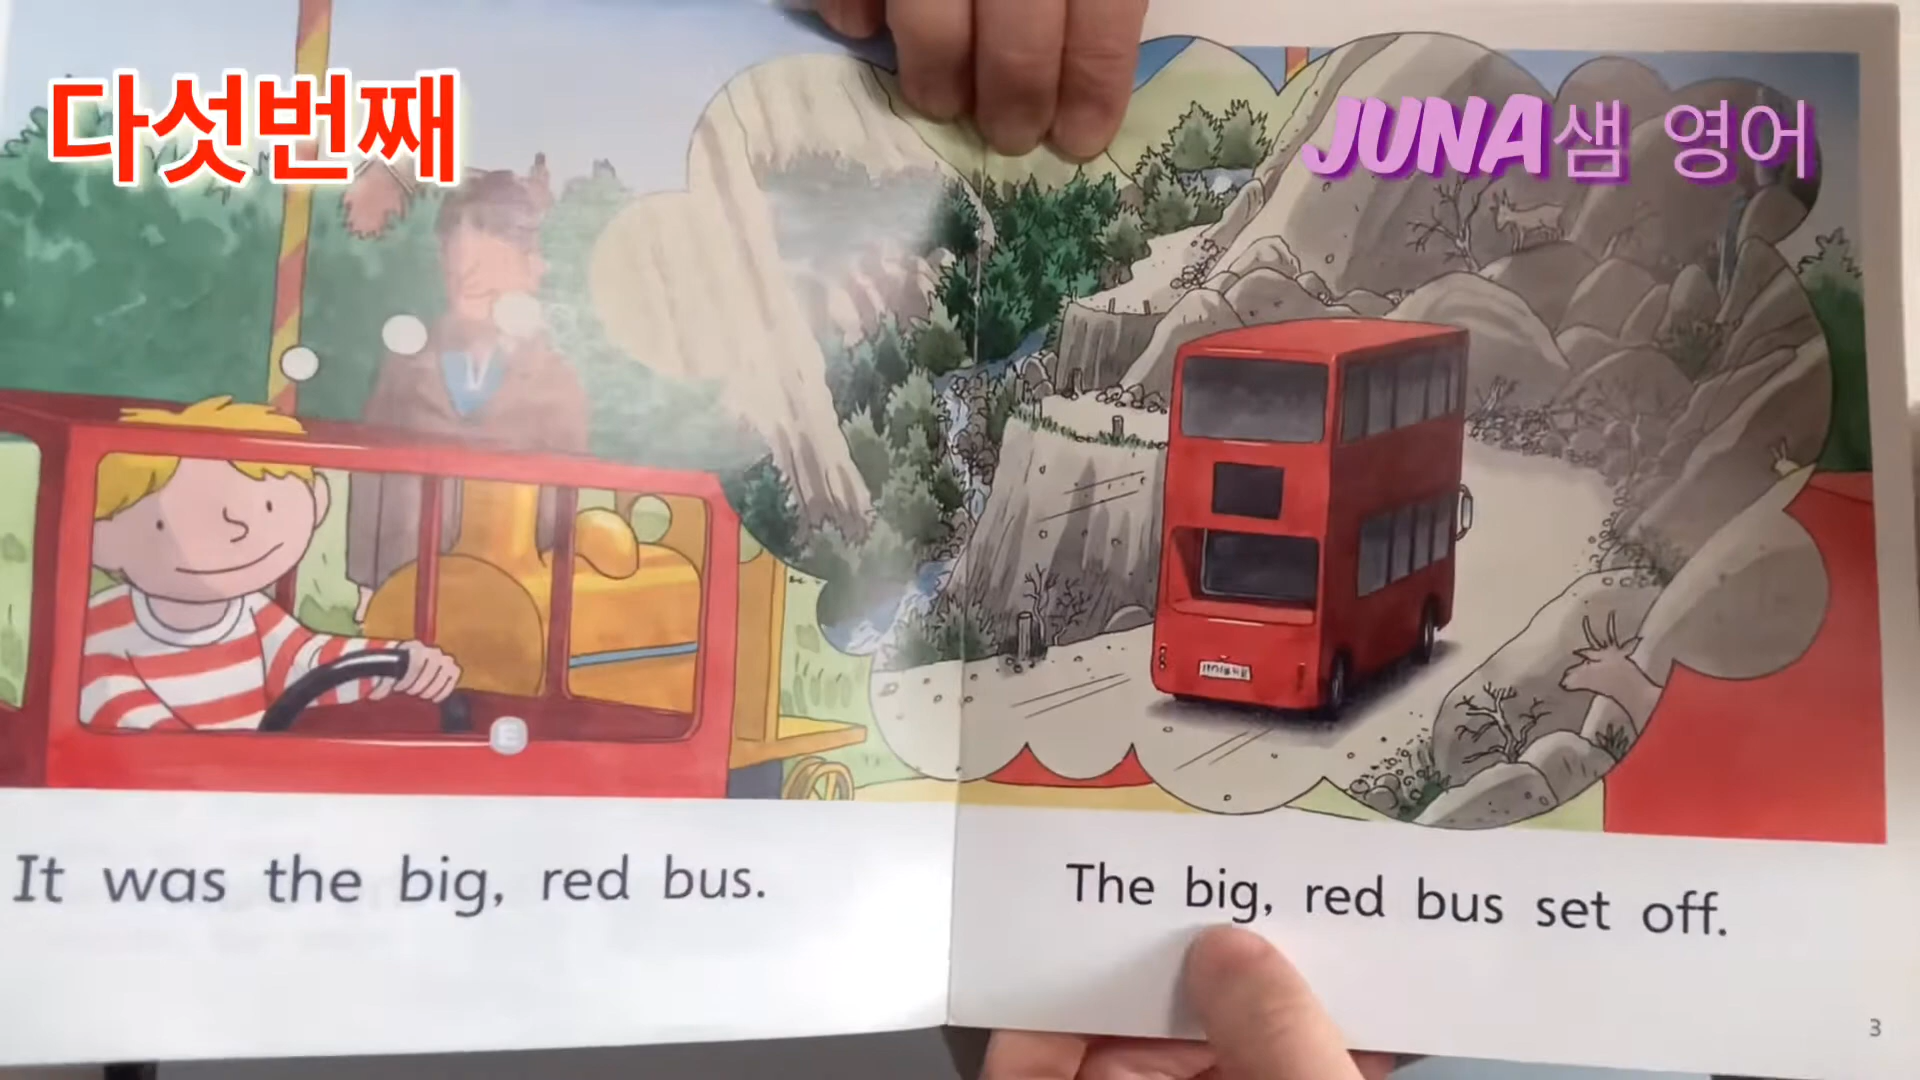 다섯번째
JUNA샘 영어
It was the big, red bus.
The big, red bus set off.
3